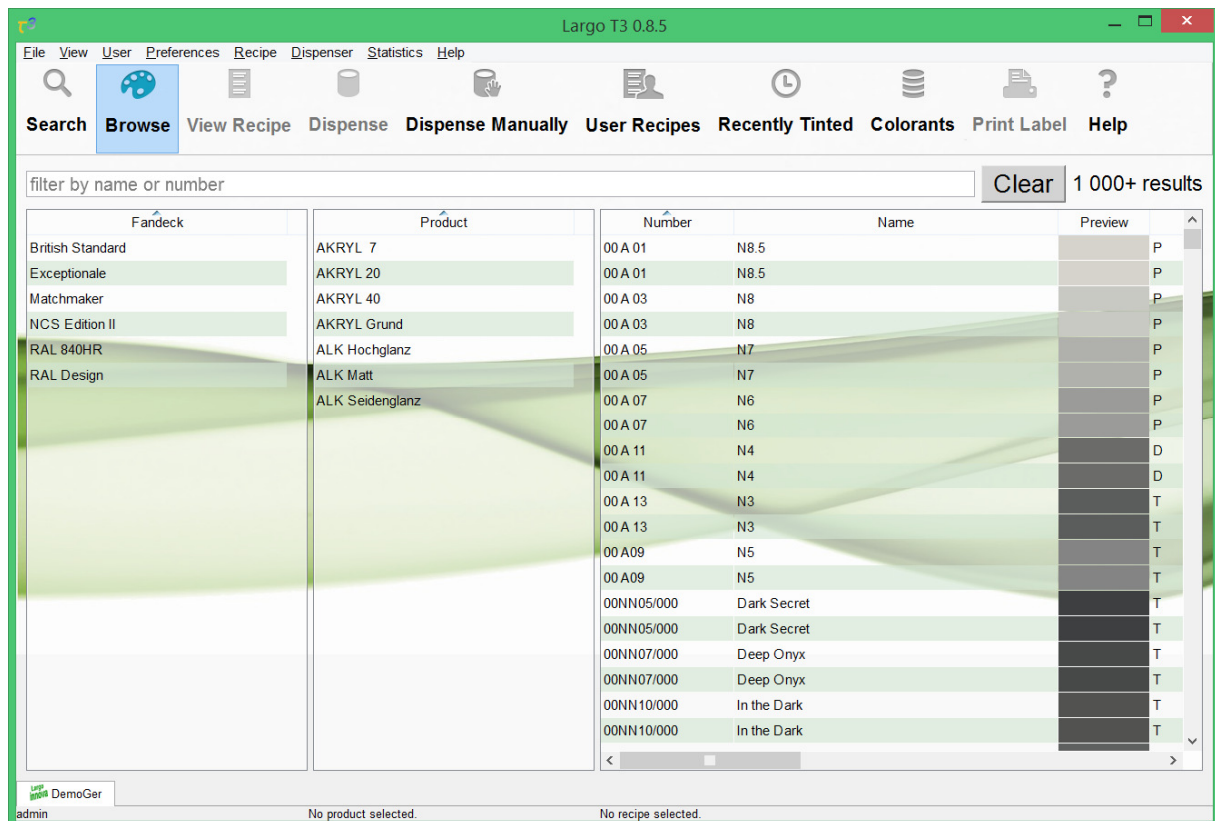 Largo T3 0.8.5
File View User Preferences Recipe Dispenser Statistics Help
Search Browse View Recipe Dispense Dispense Manually User Recipes Recently Tinted Colorants Print Label Help
filter by name or number Clear 1 000+ results
Fandeck Product Number Name Preview
British Standard AKRYL 7 00 A 01 N8.5 P
Exceptionale AKRYL 20 00 A 01 N8.5 P
Matchmaker AKRYL 40 00 A 03 N8 P
NCS Edition II AKRYL Grund 00 A 03 N8 P
RAL 840HR ALK Hochglanz 00 A 05 N7 P
RAL Design ALK Matt 00 A 05 N7 P
ALK Seidenglanz 00 A 07 N6 P
00 A 07 N6 P
00 A 11 N4 D
00 A 11 N4 D
00 A 13 N3 T
00 A 13 N3 T
00 A09 N5 T
00 A09 N5 T
00NN05/000 Dark Secret T
00NN05/000 Dark Secret T
00NN07/000 Deep Onyx T
00NN07/000 Deep Onyx T
00NN10/000 In the Dark T
00NN10/000 In the Dark T
Largo innova DemoGer
admin No product selected. No recipe selected.